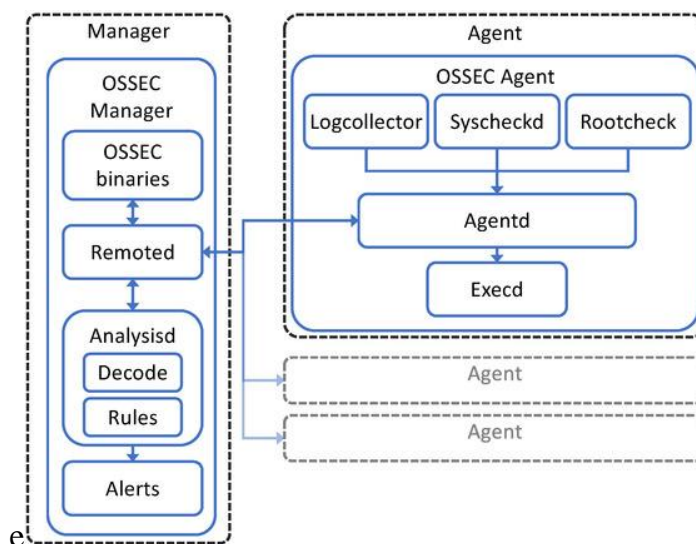 Manager
OSSEC
Manager
OSSEC
binaries
Remoted
Analysisd
Decode
Rules
Alerts
Agent
OSSEC Agent
Logcollector
Syscheckd
Rootcheck
Agentd
Execd
Agent
Agent
e